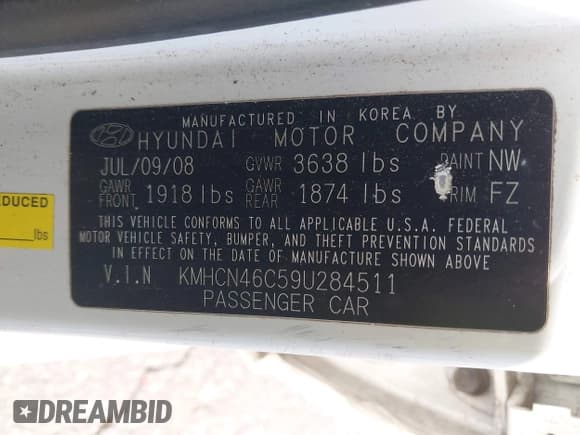 MANUFACTURED IN KOREA BY
HYUNDAI MOTOR COMPANY
JUL/09/08 GVWR 3638 lbs PAINT NW
GAWR FRONT 1918 lbs GAWR REAR 1874 lbs TRIM FZ
THIS VEHICLE CONFORMS TO ALL APPLICABLE U.S.A. FEDERAL
MOTOR VEHICLE SAFETY, BUMPER, AND THEFT PREVENTION STANDARDS
IN EFFECT ON THE DATE OF MANUFACTURE SHOWN ABOVE
V.I.N KMHCN46C59U284511
PASSENGER CAR
EDUCED
lbs
DREAMBID